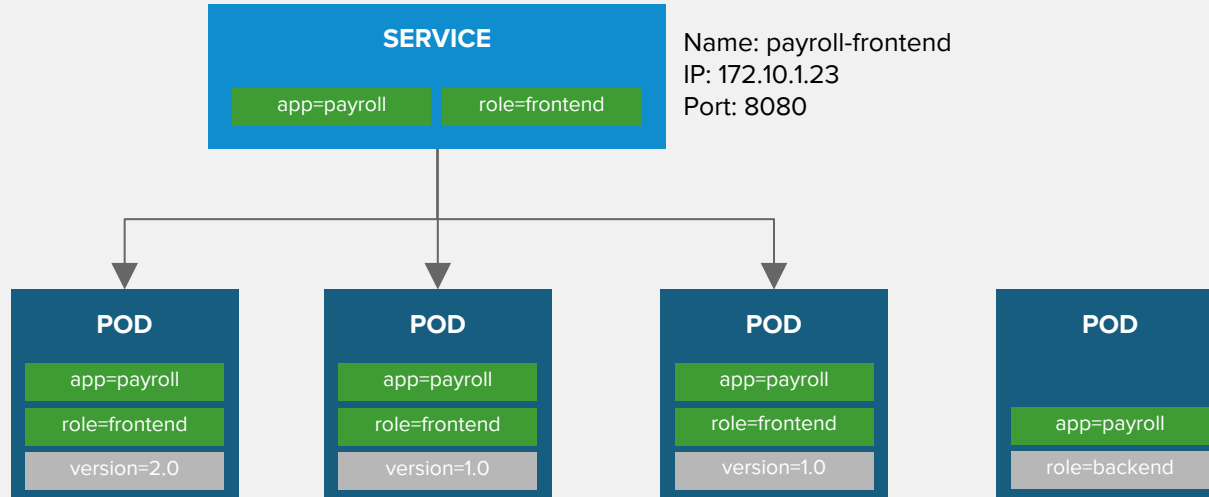 SERVICE
app=payroll
role=frontend
Name: payroll-frontend
IP: 172.10.1.23
Port: 8080
POD
app=payroll
role=frontend
version=2.0
POD
app=payroll
role=frontend
version=1.0
POD
app=payroll
role=frontend
version=1.0
POD
app=payroll
role=backend